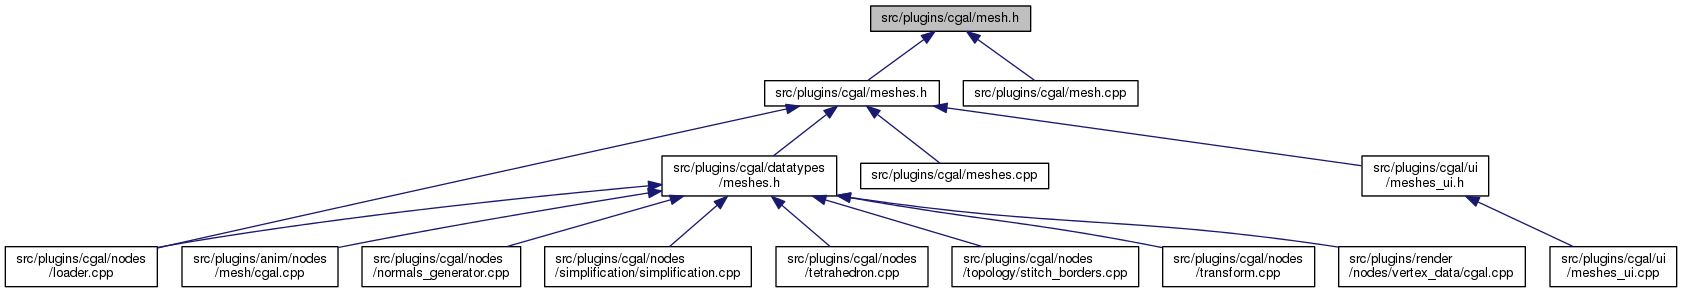 src/plugins/cgal/mesh.h
src/plugins/cgal/meshes.h
src/plugins/cgal/mesh.cpp
src/plugins/cgal/datatypes
/meshes.h
src/plugins/cgal/meshes.cpp
src/plugins/cgal/ui
/meshes_ui.h
src/plugins/cgal/nodes
/loader.cpp
src/plugins/anim/nodes
/mesh/cgal.cpp
src/plugins/cgal/nodes
/normals_generator.cpp
src/plugins/cgal/nodes
/simplification/simplification.cpp
src/plugins/cgal/nodes
/tetrahedron.cpp
src/plugins/cgal/nodes
/topology/stitch_borders.cpp
src/plugins/cgal/nodes
/transform.cpp
src/plugins/render
/nodes/vertex_data/cgal.cpp
src/plugins/cgal/ui
/meshes_ui.cpp